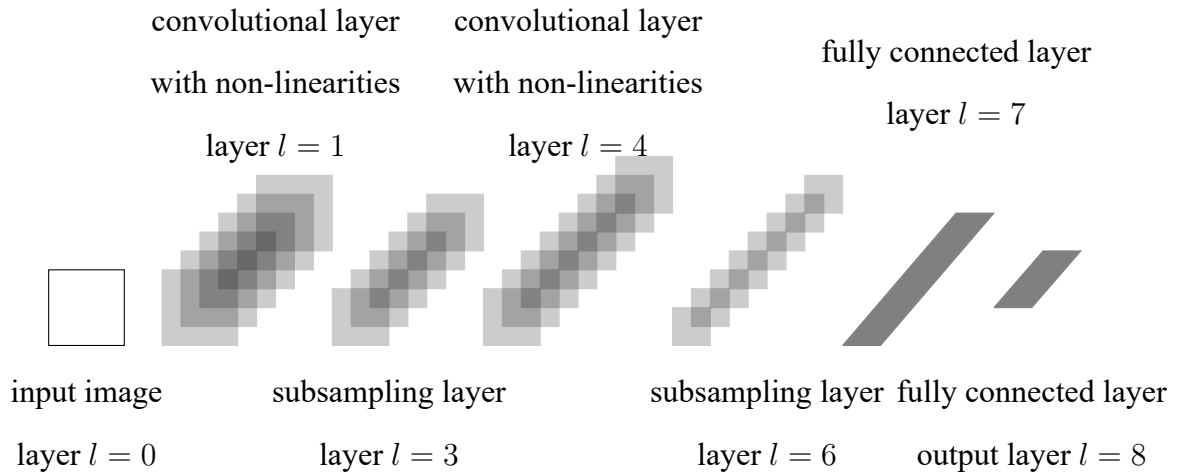 convolutional layer
with non-linearities
layer l = 1
convolutional layer
with non-linearities
layer l = 4
fully connected layer
layer l = 7
input image
layer l = 0
subsampling layer
layer l = 3
subsampling layer
layer l = 6
fully connected layer
output layer l = 8